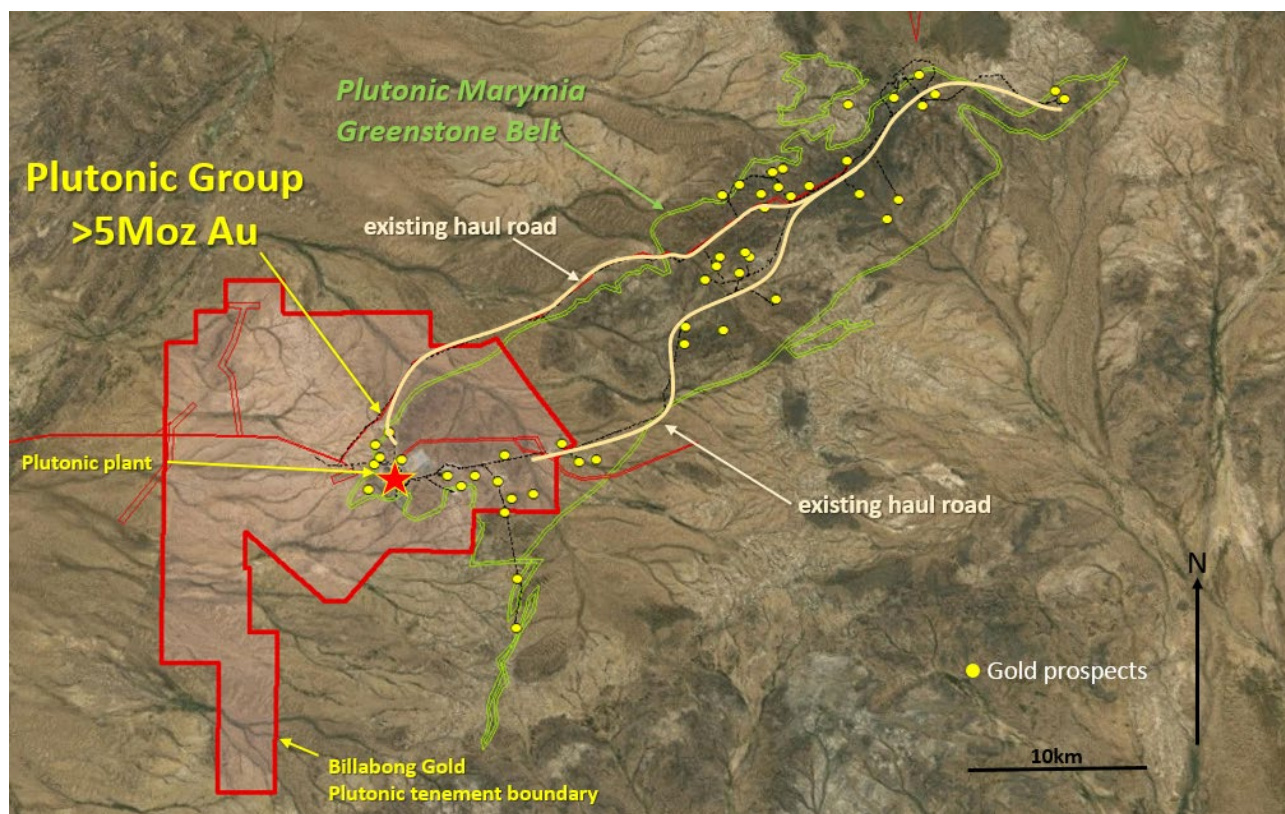 Plutonic Marymia
Greenstone Belt
Plutonic Group
>5Moz Au
existing haul road
Plutonic plant
existing haul road
N
Gold prospects
10km
Billabong Gold
Plutonic tenement boundary